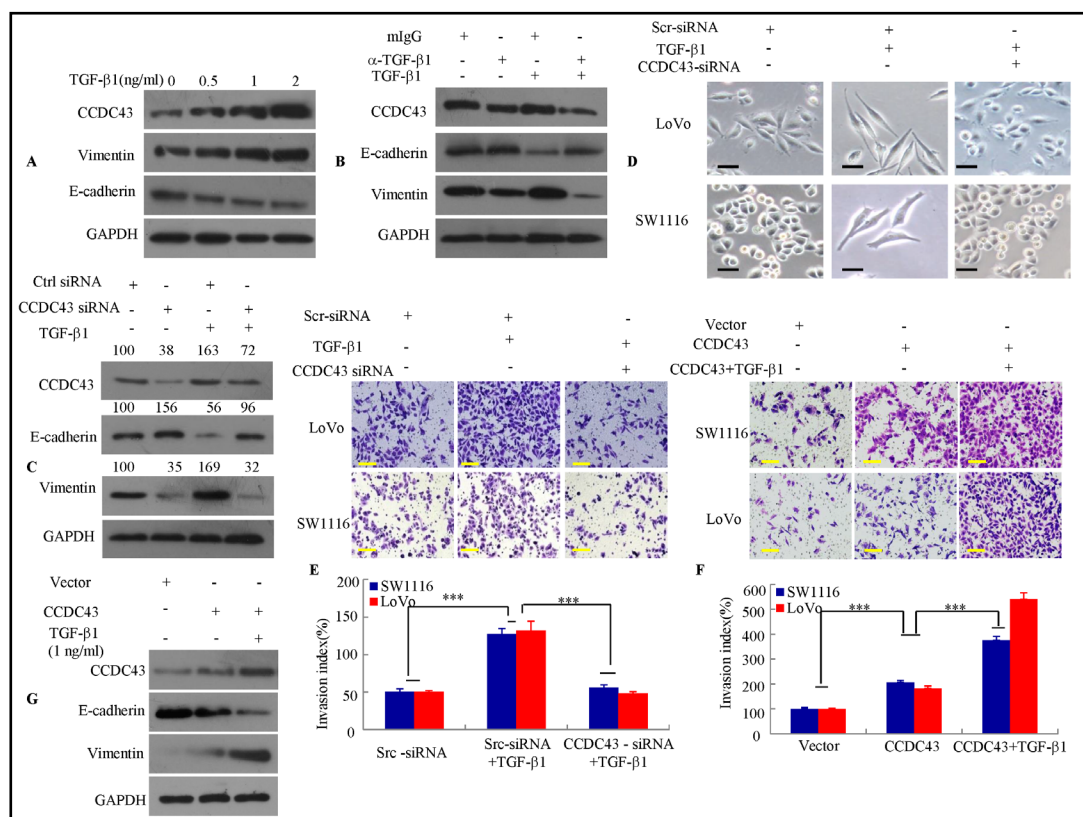 TGF-β1(ng/ml) 0 0.5 1 2
CCDC43
Vimentin
A
E-cadherin
GAPDH
mIgG + - + -
α-TGF-β1 - + - +
TGF-β1 - - + +
CCDC43
E-cadherin
B
Vimentin
GAPDH
Scr-siRNA + + -
TGF-β1 - + +
CCDC43-siRNA - - +
LoVo
D
SW1116
Ctrl siRNA + - + -
CCDC43 siRNA - + - +
TGF-β1 - - + +
100 38 163 72
CCDC43
100 156 56 96
E-cadherin
C
100 35 169 32
Vimentin
GAPDH
Scr-siRNA + + -
TGF-β1 - + +
CCDC43 siRNA - - +
LoVo
SW1116
E
Invasion index(%)
200
150
100
50
0
SW1116
LoVo
*** ***
Src -siRNA
Src-siRNA
+TGF-β1
CCDC43 - siRNA
+TGF-β1
Vector + - -
CCDC43 - + +
CCDC43+TGF-β1 - - +
SW1116
LoVo
F
Invasion index(%)
600
500
400
300
200
100
0
SW1116
LoVo
*** ***
Vector
CCDC43
CCDC43+TGF-β1
Vector + - -
CCDC43 - + +
TGF-β1 - - +
(1 ng/ml)
CCDC43
G
E-cadherin
Vimentin
GAPDH